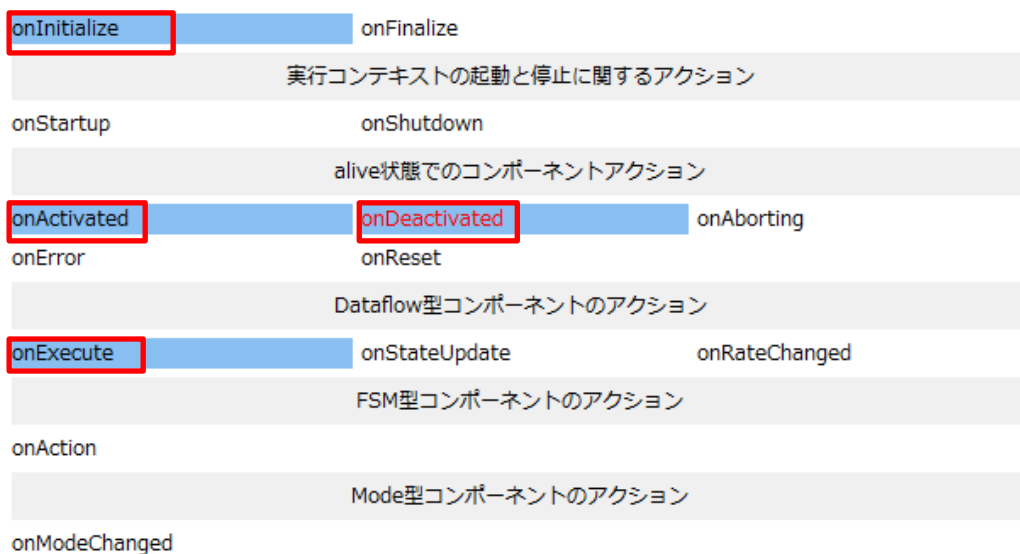 onInitialize onFinalize
実行コンテキストの起動と停止に関するアクション
onStartup onShutdown
alive状態でのコンポーネントアクション
onActivated onDeactivated onAborting
onError onReset
Dataflow型コンポーネントのアクション
onExecute onStateUpdate onRateChanged
FSM型コンポーネントのアクション
onAction
Mode型コンポーネントのアクション
onModeChanged